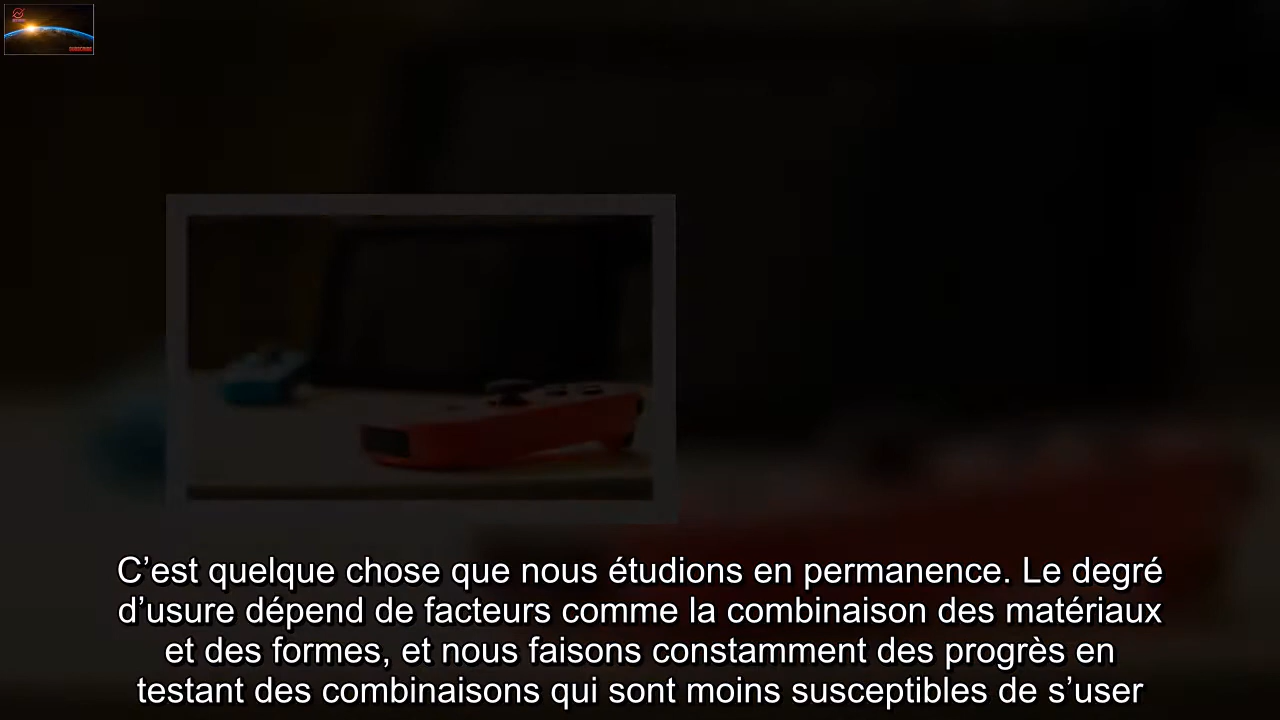 SUBSCRIBE
C’est quelque chose que nous étudions en permanence. Le degré
d’usure dépend de facteurs comme la combinaison des matériaux
et des formes, et nous faisons constamment des progrès en
testant des combinaisons qui sont moins susceptibles de s’user